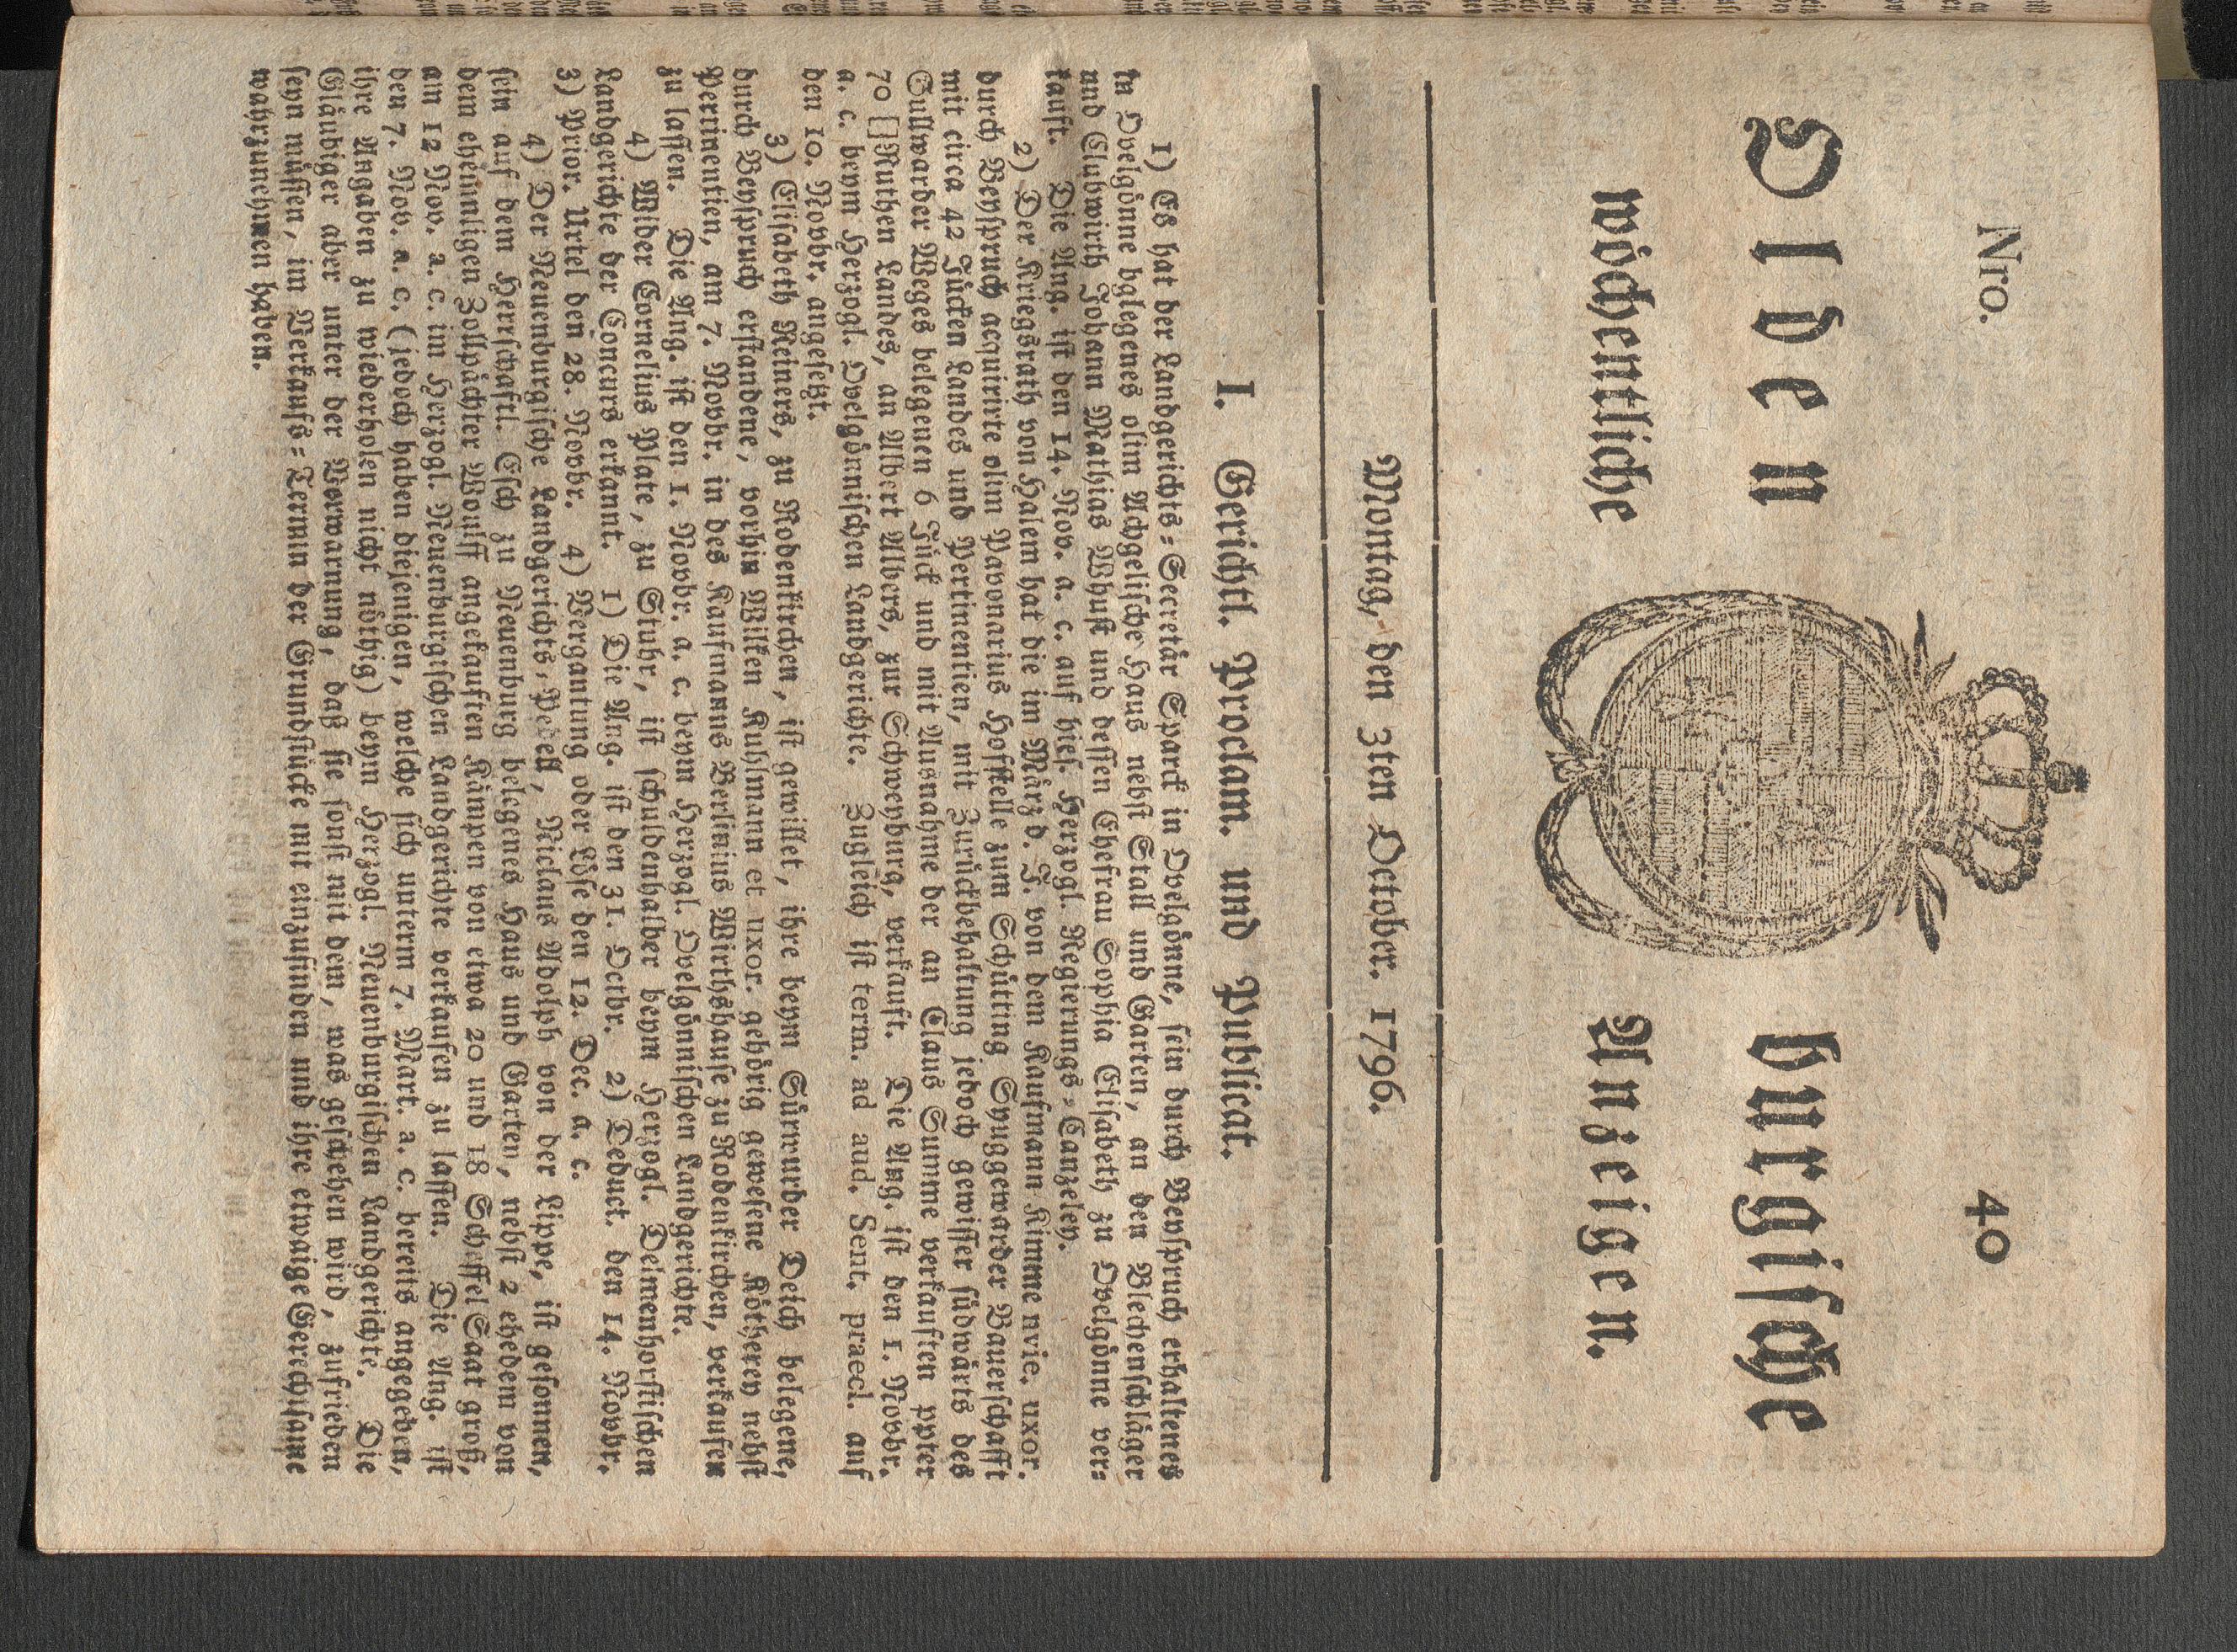 Nro. 40
Olden burgische
wöchentliche Anzeigen.
Montag, den 3ten October. 1796.
I. Gerichtl. Proclam. und Publicat.
1) Es hat der Landgerichts-Secretär Sparck in Ovelgönne, sein durch Beyspruch erhaltenes
in Ovelgönne belegenes olim Achgelische Haus nebst Stall und Garten, an den Blechenschläger
und Clubwirth Johann Mathias Whust und dessen Ehefrau Sophia Elisabeth zu Ovelgönne ver-
kauft. Die Ang. ist den 14. Nov. a. c. auf hies. Herzogl. Regierungs-Canzeley.
2) Der Kriegsrath von Halem hat die im März d. J. von dem Kaufmann Kimme nvie. uxor.
durch Beyspruch acquirirte olim Pavonarius Hofstelle zum Schütting Snuggewarder Bauerschafft
mit circa 42 Jücken Landes und Pertinentien, mit Zurückbehaltung jedoch gewisser südwärts des
Sullwarder Weges belegenen 6 Jück und mit Ausnahme der an Claus Summe verkauften ppter
70 []Ruthen Landes, an Albert Albers, zur Schweyburg, verkauft. Die Ang. ist den 1. Novbr.
a. c. beym Herzogl. Ovelgönnischen Landgerichte. Zugleich ist term. ad aud. Sent. praecl. auf
den 10. Novbr. angesetzt.
3) Elisabeth Reiners, zu Rodenkirchen, ist gewillet, ihre beym Sürwurder Deich belegene,
durch Beyspruch erstandene, vorhin Wilken Kuhlmann et uxor. gehörig gewesene Kötherey nebst
Pertinentien, am 7. Novbr. in des Kaufmanns Berlinius Wirthshause zu Rodenkirchen, verkaufen
zu lassen. Die Ang. ist den 1. Novbr. a. c. beym Herzogl. Ovelgönnischen Landgerichte.
4) Wider Cornelius Plate, zu Stuhr, ist schuldenhalber beym Herzogl. Delmenhorstischen
Landgerichte der Concurs erkannt. 1) Die Ang. ist den 31. Octbr. 2) Deduct. den 14. Novbr.
3) Prior. Urtel den 28. Novbr. 4) Vergantung oder Löse den 12. Dec. a. c.
4) Der Neuenburgische Landgerichts-Pedell, Niclaus Adolph von der Lippe, ist gesonnen,
sein auf dem Herrschaftl. Esch zu Neuenburg belegenes Haus und Garten, nebst 2 ehedem von
dem ehemaligen Zollpächter Woulff angekauften Kämpen von etwa 20 und 18 Scheffel Saat groß,
am 12 Nov. a. c. im Herzogl. Neuenburgischen Landgerichte verkaufen zu lassen. Die Ang. ist
den 7. Nov. a. c. (jedoch haben diejenigen, welche sich unterm 7. Mart. a. c. bereits angegeben,
ihre Angaben zu wiederholen nicht nöthig) beym Herzogl. Neuenburgischen Landgerichte. Die
Gläubiger aber unter der Vorwarnung, daß sie sonst mit dem, was geschehen wird, zufrieden
seyn müssen, im Verkaufs-Termin der Grundstücke mit einzufinden und ihre etwaige Gerechtsame
wahrzunehmen haben.